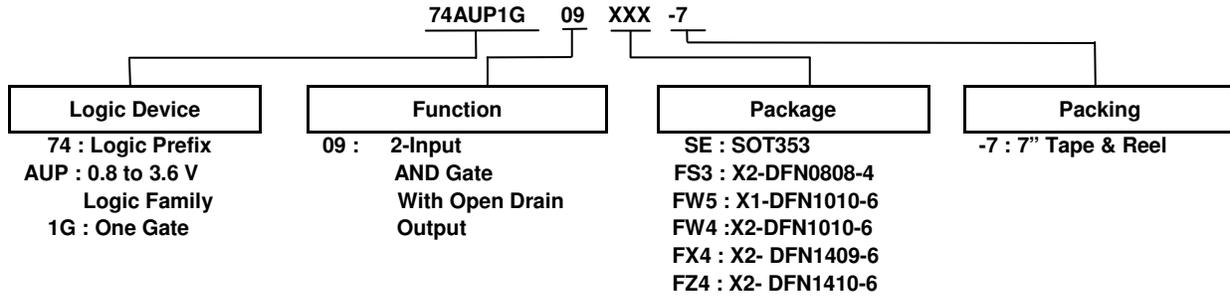 74AUP1G 09 XXX -7
Logic Device
74 : Logic Prefix
AUP : 0.8 to 3.6 V
Logic Family
1G : One Gate
Function
09 : 2-Input
AND Gate
With Open Drain
Output
Package
SE : SOT353
FS3 : X2-DFN0808-4
FW5 : X1-DFN1010-6
FW4 :X2-DFN1010-6
FX4 : X2- DFN1409-6
FZ4 : X2- DFN1410-6
Packing
-7 : 7” Tape & Reel